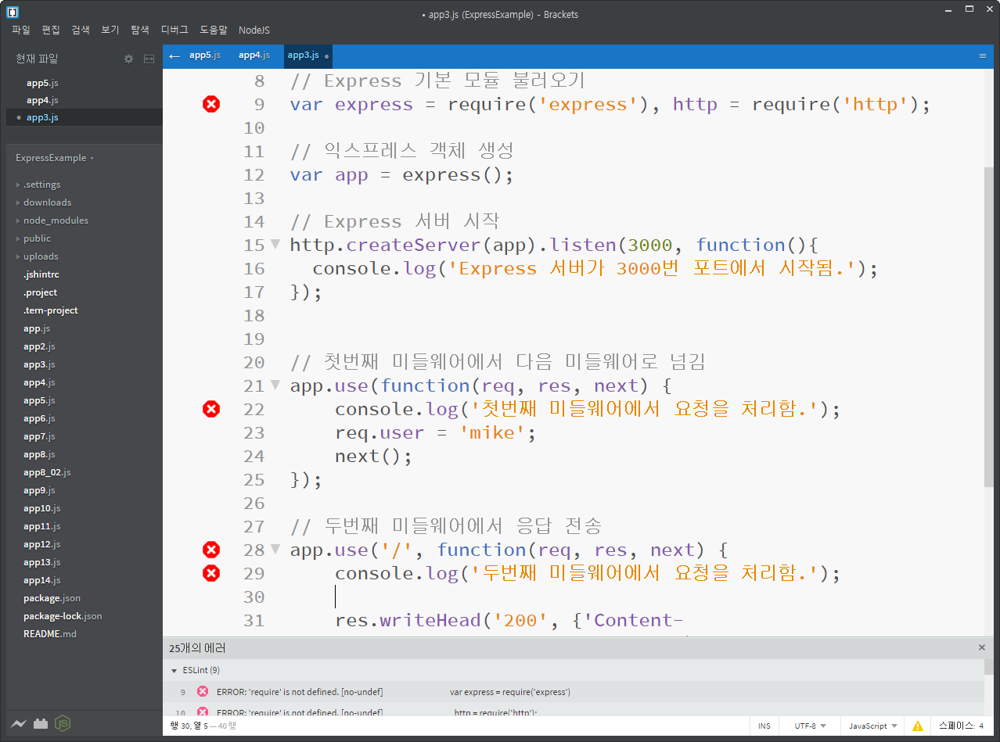 • app3.js (ExpressExample) - Brackets
파일 편집 검색 보기 탐색 디버그 도움말 NodeJS
현재 파일
app5.js
app4.js
• app3.js
ExpressExample
.settings
downloads
node_modules
public
uploads
.jshintrc
.project
.tern-project
app.js
app2.js
app3.js
app4.js
app5.js
app6.js
app7.js
app8.js
app8_02.js
app9.js
app10.js
app11.js
app12.js
app13.js
app14.js
package.json
package-lock.json
README.md
JS
← app5.js app4.js app3.js •
8 // Express 기본 모듈 불러오기
9 var express = require('express'), http = require('http');
10
11 // 익스프레스 객체 생성
12 var app = express();
13
14 // Express 서버 시작
15 http.createServer(app).listen(3000, function(){
16 console.log('Express 서버가 3000번 포트에서 시작됨.');
17 });
18
19
20 // 첫번째 미들웨어에서 다음 미들웨어로 넘김
21 app.use(function(req, res, next) {
22 console.log('첫번째 미들웨어에서 요청을 처리함.');
23 req.user = 'mike';
24 next();
25 });
26
27 // 두번째 미들웨어에서 응답 전송
28 app.use('/', function(req, res, next) {
29 console.log('두번째 미들웨어에서 요청을 처리함.');
30
31 res.writeHead('200', {'Content-
25개의 에러
ESLint (9)
9 ERROR: 'require' is not defined. [no-undef] var express = require('express')
10 ERROR: 'require' is not defined. [no-undef] http = require('http');
행 30, 열 5 — 40 행 INS UTF-8 JavaScript 스페이스: 4